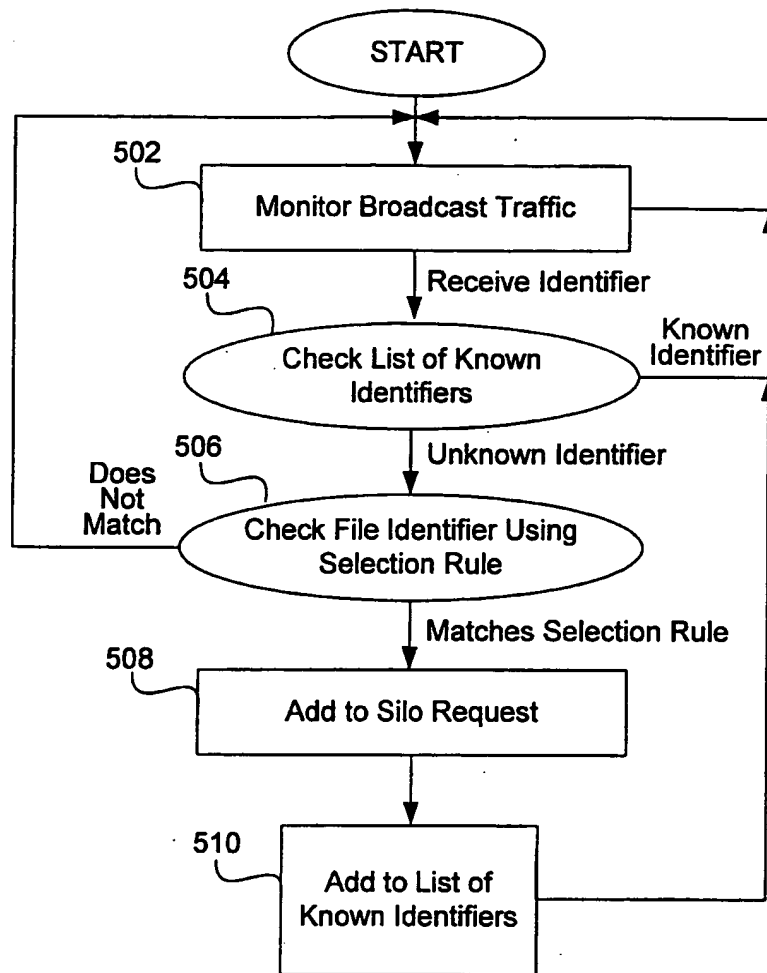 START
502
Monitor Broadcast Traffic
504
Receive Identifier
Known
Identifier
Check List of Known
Identifiers
506
Unknown Identifier
Does
Not
Match
Check File Identifier Using
Selection Rule
Matches Selection Rule
508
Add to Silo Request
510
Add to List of
Known Identifiers